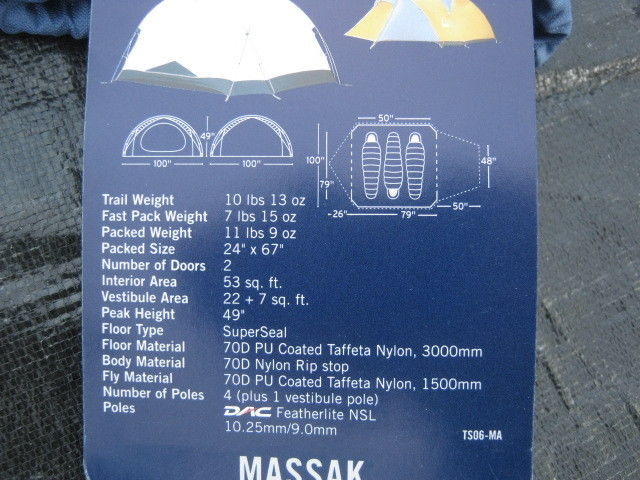 50"
49"
100"
100"
100"
79"
48"
50"
-26"
79"
Trail Weight 10 lbs 13 oz
Fast Pack Weight 7 lbs 15 oz
Packed Weight 11 lbs 9 oz
Packed Size 24" x 67"
Number of Doors 2
Interior Area 53 sq. ft.
Vestibule Area 22 + 7 sq. ft.
Peak Height 49"
Floor Type SuperSeal
Floor Material 70D PU Coated Taffeta Nylon, 3000mm
Body Material 70D Nylon Rip stop
Fly Material 70D PU Coated Taffeta Nylon, 1500mm
Number of Poles 4 (plus 1 vestibule pole)
Poles DAC Featherlite NSL
10.25mm/9.0mm
TS06-MA
MASSAK